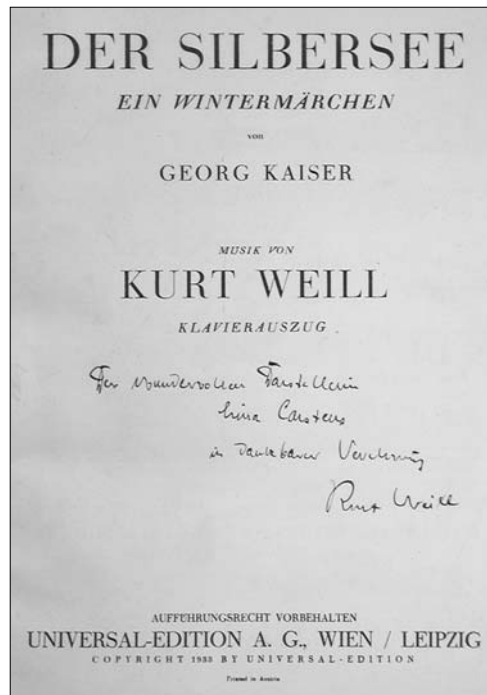 DER SILBERSEE
EIN WINTERMÄRCHEN
von
GEORG KAISER
MUSIK VON
KURT WEILL
KLAVIERAUSZUG
Der wundervollen Darstellerin
Lina Carstens
in dankbarer Verehrung
Kurt Weill
AUFFÜHRUNGSRECHT VORBEHALTEN
UNIVERSAL-EDITION A. G., WIEN / LEIPZIG
COPYRIGHT 1933 BY UNIVERSAL-EDITION
Printed in Austria